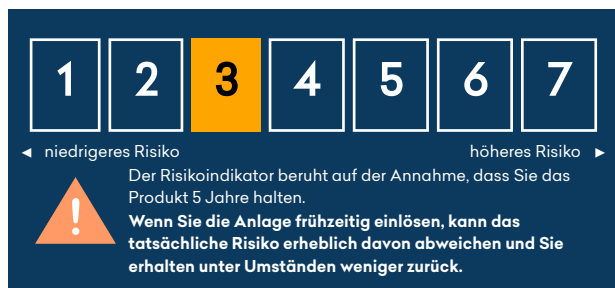 1 2 3 4 5 6 7
◄ niedrigeres Risiko höheres Risiko ►
Der Risikoindikator beruht auf der Annahme, dass Sie das
Produkt 5 Jahre halten.
Wenn Sie die Anlage frühzeitig einlösen, kann das
tatsächliche Risiko erheblich davon abweichen und Sie
erhalten unter Umständen weniger zurück.